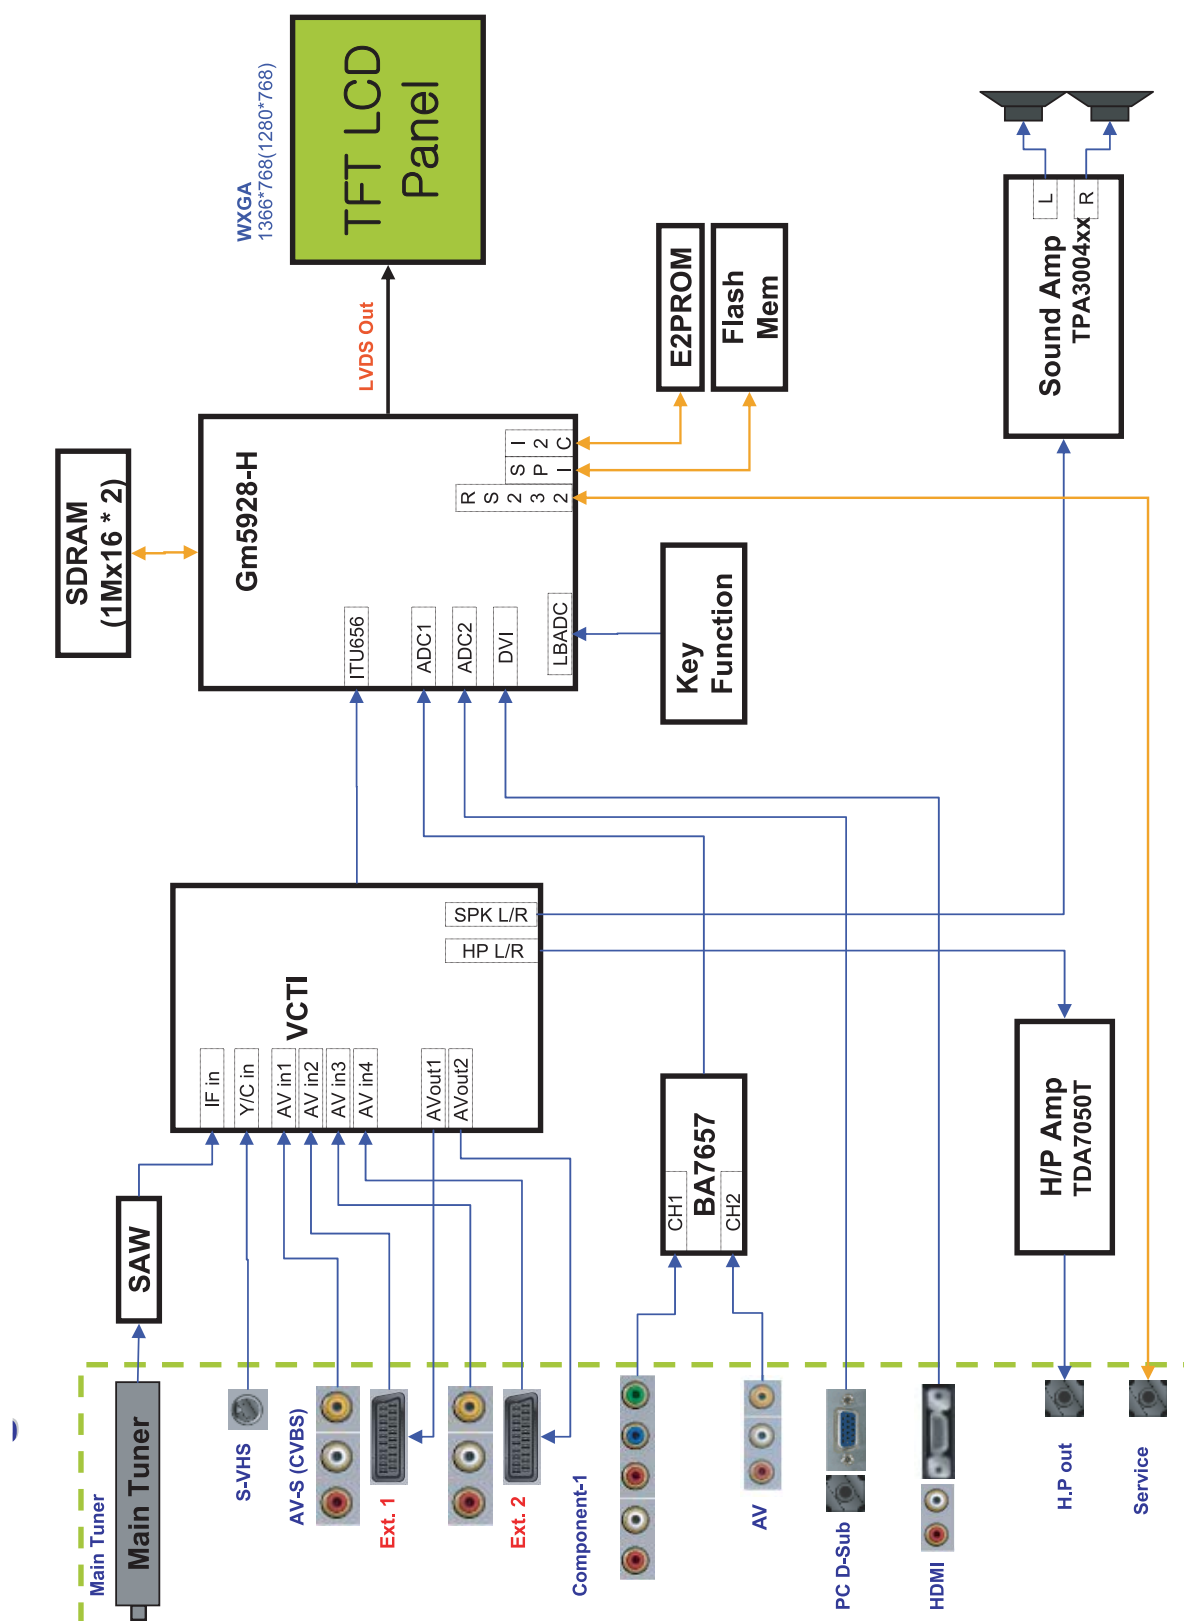 Main Tuner
Main Tuner
S-VHS
AV-S (CVBS)
Ext. 1
Ext. 2
Component-1
AV
PC D-Sub
HDMI
H.P out
Service
SAW
VCTI
IF in
Y/C in
AV in1
AV in2
AV in3
AV in4
AVout1
AVout2
HP L/R
SPK L/R
BA7657
CH1
CH2
H/P Amp
TDA7050T
SDRAM
(1Mx16 * 2)
Gm5928-H
ITU656
ADC1
ADC2
DVI
LBADC
RS232
SPI
I2C
Key
Function
LVDS Out
WXGA
1366*768(1280*768)
TFT LCD
Panel
E2PROM
Flash
Mem
Sound Amp
TPA3004xx
L
R